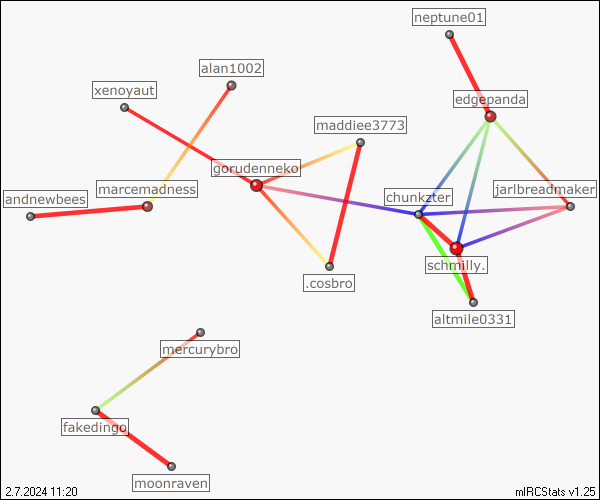 neptune01
alan1002
xenoyaut
edgepanda
maddiee3773
gorudenneko
marcemadness
jarlbreadmaker
andnewbees
chunkzter
schmilly.
.cosbro
altmile0331
mercurybro
fakedingo
moonraven
2.7.2024 11:20
mIRCStats v1.25